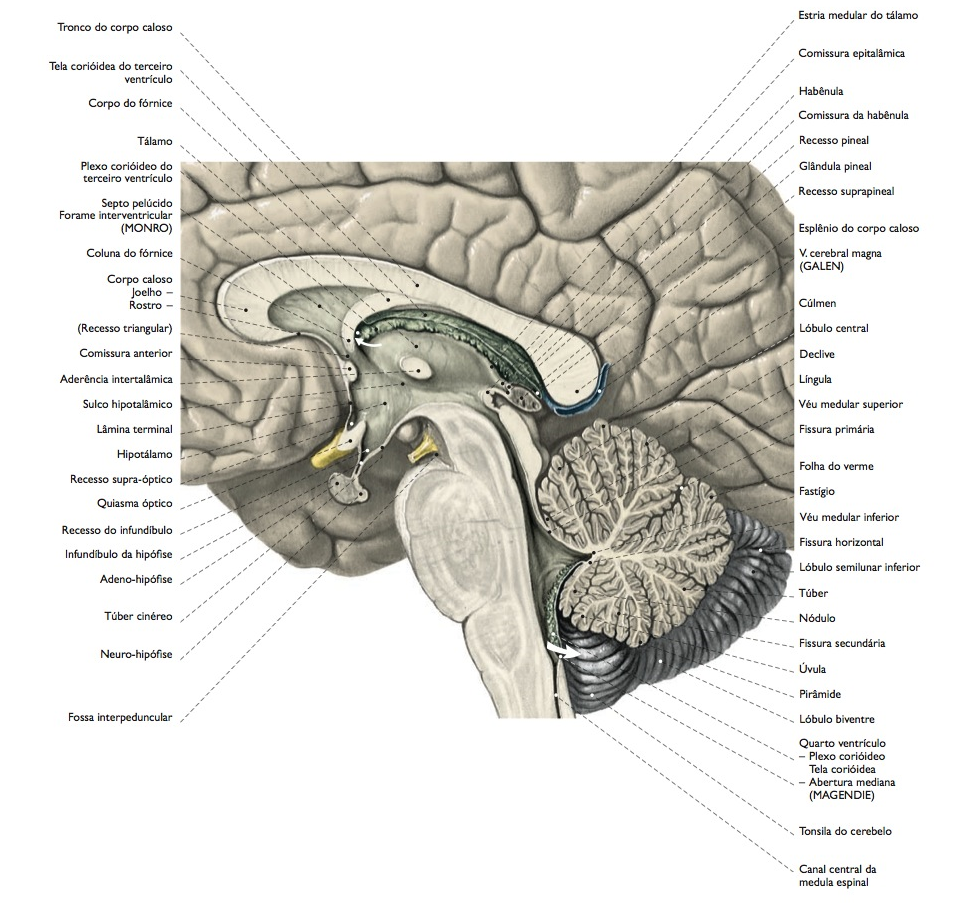 Tronco do corpo caloso
Tela corióidea do terceiro
ventrículo
Corpo do fórnice
Tálamo
Plexo corióideo do
terceiro ventrículo
Septo pelúcido
Forame interventricular
(MONRO)
Coluna do fórnice
Corpo caloso
Joelho –
Rostro –
(Recesso triangular)
Comissura anterior
Aderência intertalâmica
Sulco hipotalâmico
Lâmina terminal
Hipotálamo
Recesso supra-óptico
Quiasma óptico
Recesso do infundíbulo
Infundíbulo da hipófise
Adeno-hipófise
Túber cinéreo
Neuro-hipófise
Fossa interpeduncular
Estria medular do tálamo
Comissura epitalâmica
Habênula
Comissura da habênula
Recesso pineal
Glândula pineal
Recesso suprapineal
Esplênio do corpo caloso
V. cerebral magna
(GALEN)
Cúlmen
Lóbulo central
Declive
Língula
Véu medular superior
Fissura primária
Folha do verme
Fastígio
Véu medular inferior
Fissura horizontal
Lóbulo semilunar inferior
Túber
Nódulo
Fissura secundária
Úvula
Pirâmide
Lóbulo biventre
Quarto ventrículo
– Plexo corióideo
Tela corióidea
– Abertura mediana
(MAGENDIE)
Tonsila do cerebelo
Canal central da
medula espinal